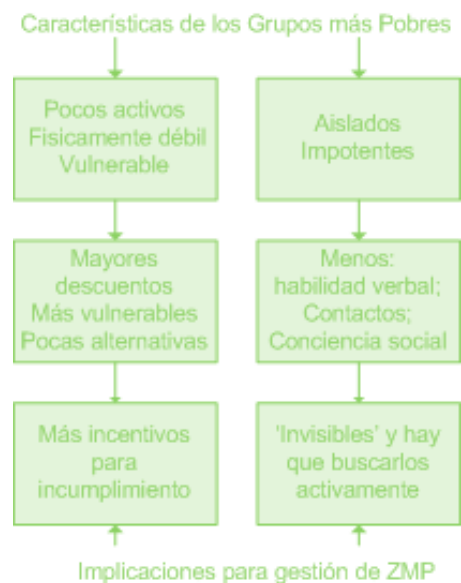 Características de los Grupos más Pobres
Pocos activos
Fisicamente débil
Vulnerable
Aislados
Impotentes
Mayores
descuentos
Más vulnerables
Pocas alternativas
Menos:
habilidad verbal;
Contactos;
Conciencia social
Más incentivos
para
incumplimiento
'Invisibles' y hay
que buscarlos
activamente
Implicaciones para gestión de ZMP